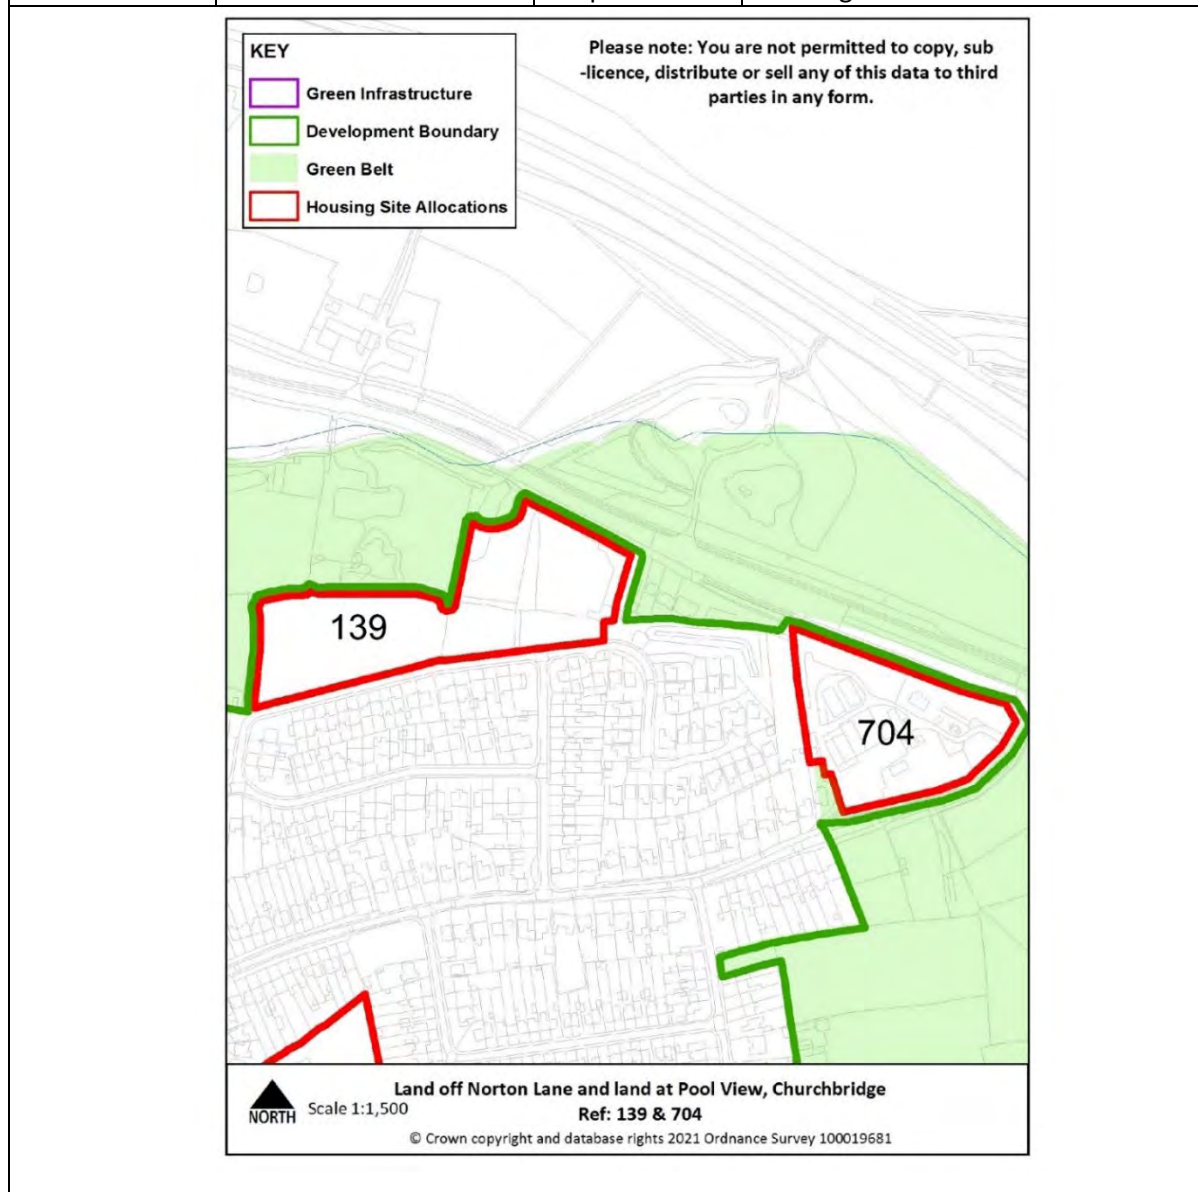 KEY
Green Infrastructure
Development Boundary
Green Belt
Housing Site Allocations
Please note: You are not permitted to copy, sub
-licence, distribute or sell any of this data to third
parties in any form.
139
704
NORTH
Scale 1:1,500
Land off Norton Lane and land at Pool View, Churchbridge
Ref: 139 & 704
© Crown copyright and database rights 2021 Ordnance Survey 100019681